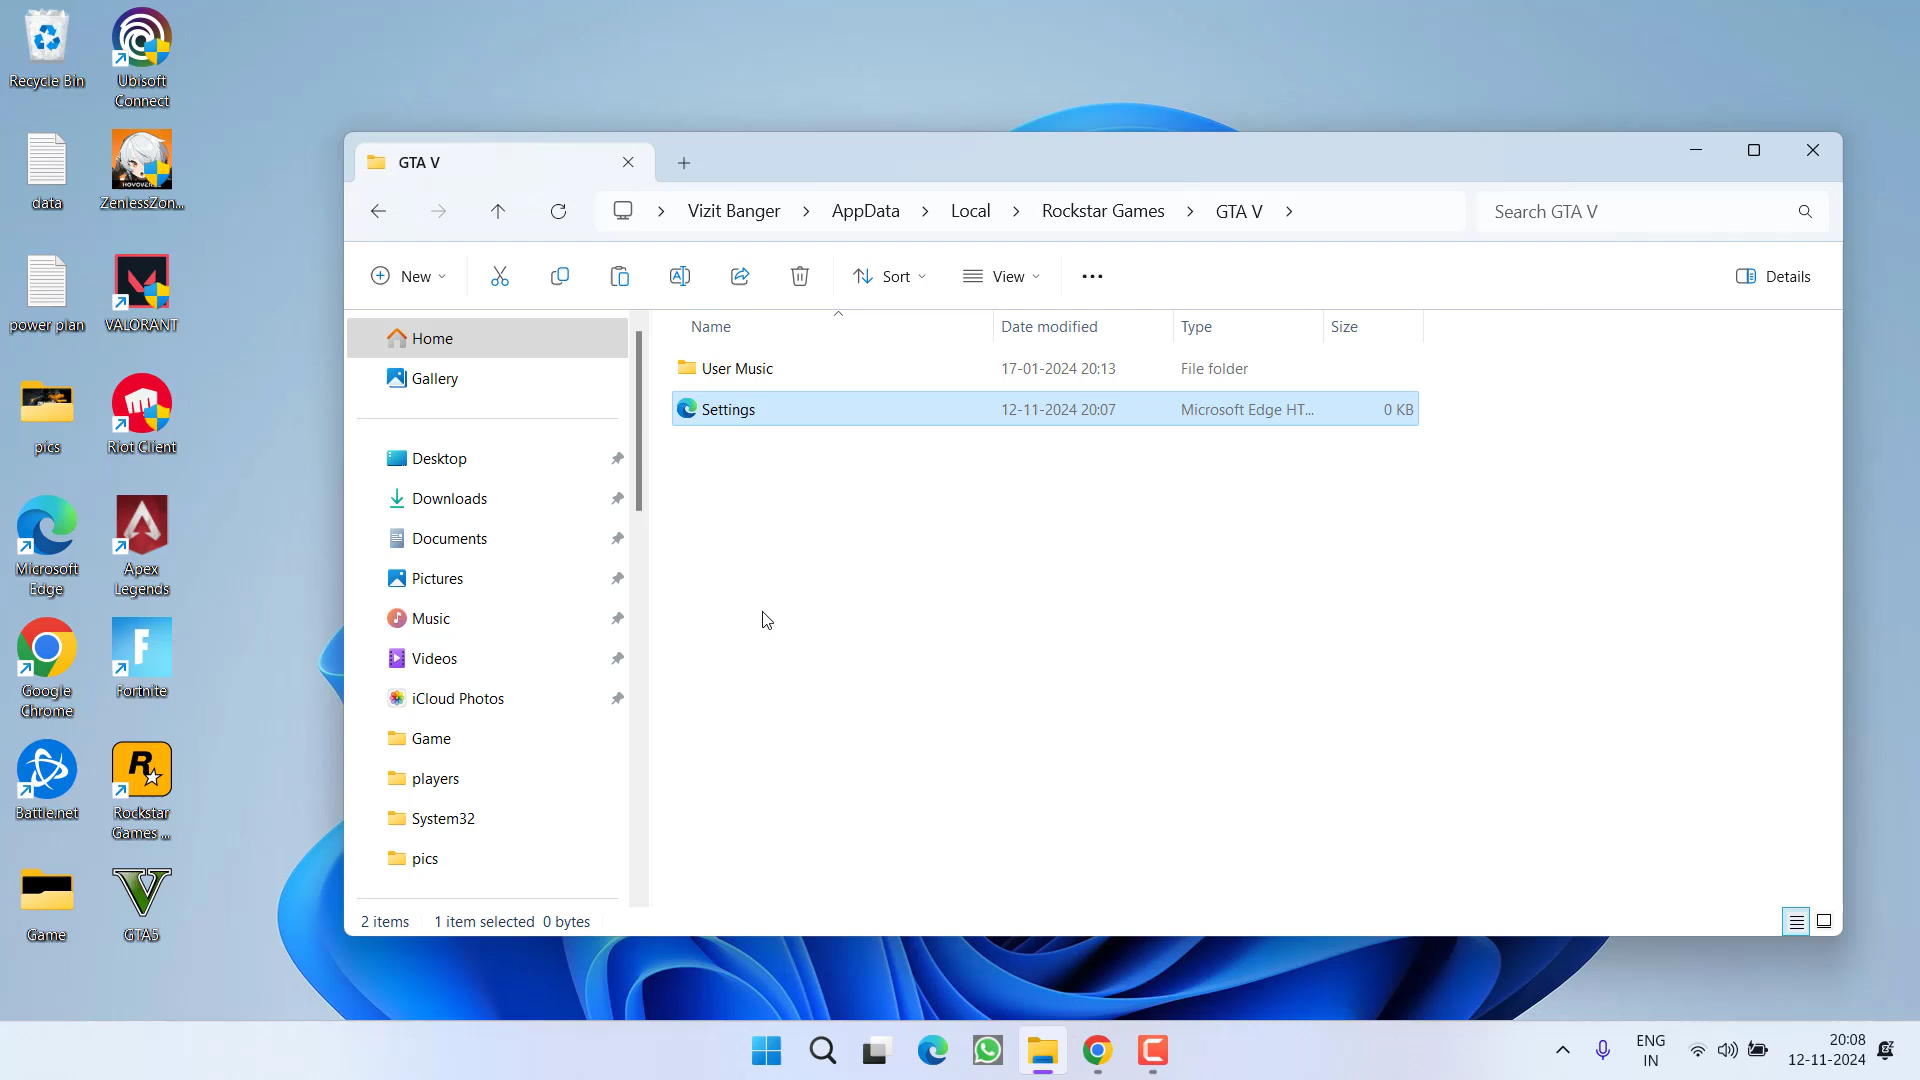 Recycle Bin
Ubisoft
Connect
data
ZenlessZon...
power plan
VALORANT
pics
Riot Client
Microsoft
Edge
Apex
Legends
Google
Chrome
Fortnite
Battle.net
Rockstar
Games ...
Game
GTA5
GTA V
Vizit Banger > AppData > Local > Rockstar Games > GTA V >
Search GTA V
New
Sort
View
Details
Home
Gallery
Desktop
Downloads
Documents
Pictures
Music
Videos
iCloud Photos
Game
players
System32
pics
Name Date modified Type Size
User Music 17-01-2024 20:13 File folder
Settings 12-11-2024 20:07 Microsoft Edge HT... 0 KB
2 items 1 item selected 0 bytes
ENG
IN
20:08
12-11-2024